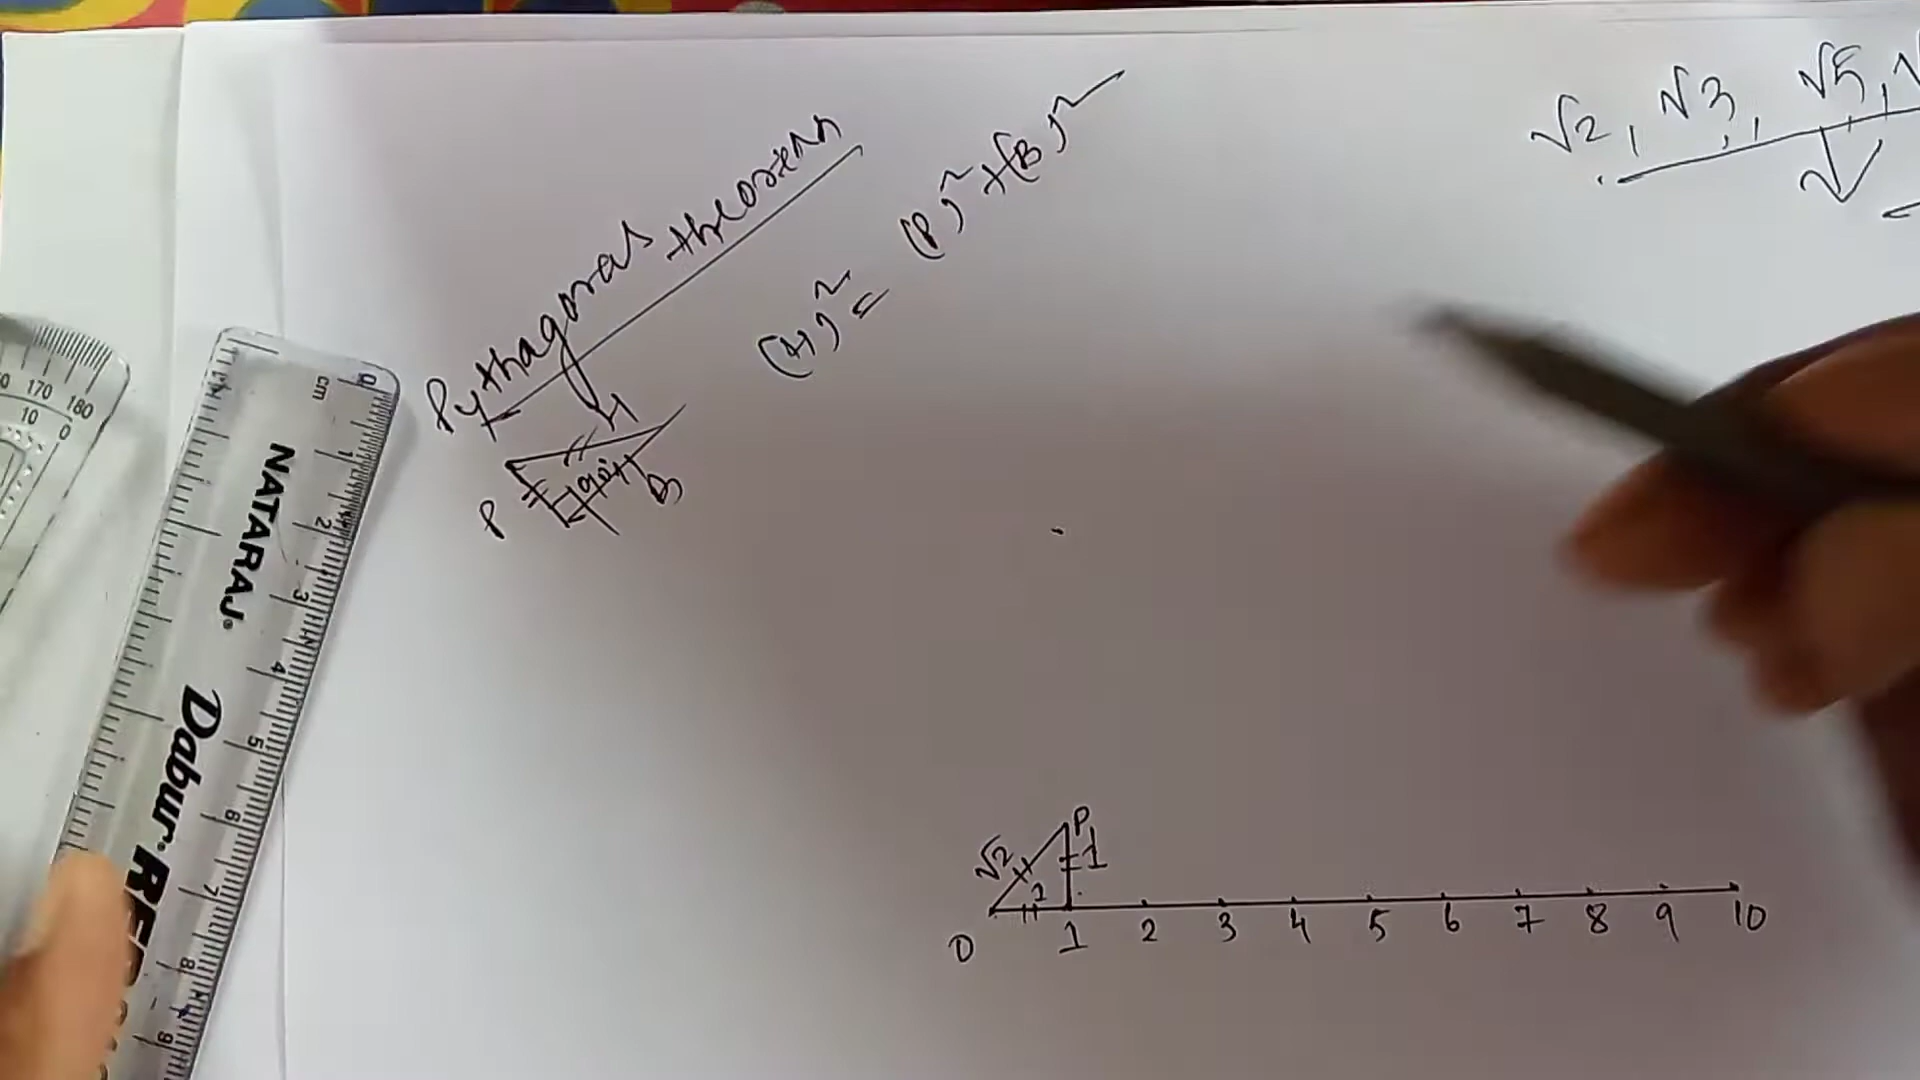 √2, √3, √5, √
Pythagoras theorem
(H)² = (P)² + (B)²
H
P
90°
B
P
√2
1
1
0 1 2 3 4 5 6 7 8 9 10
170 180
10 0
cm 0 1 2 3 4 5 6 7 8 9
NATARAJ®
Dabur RED